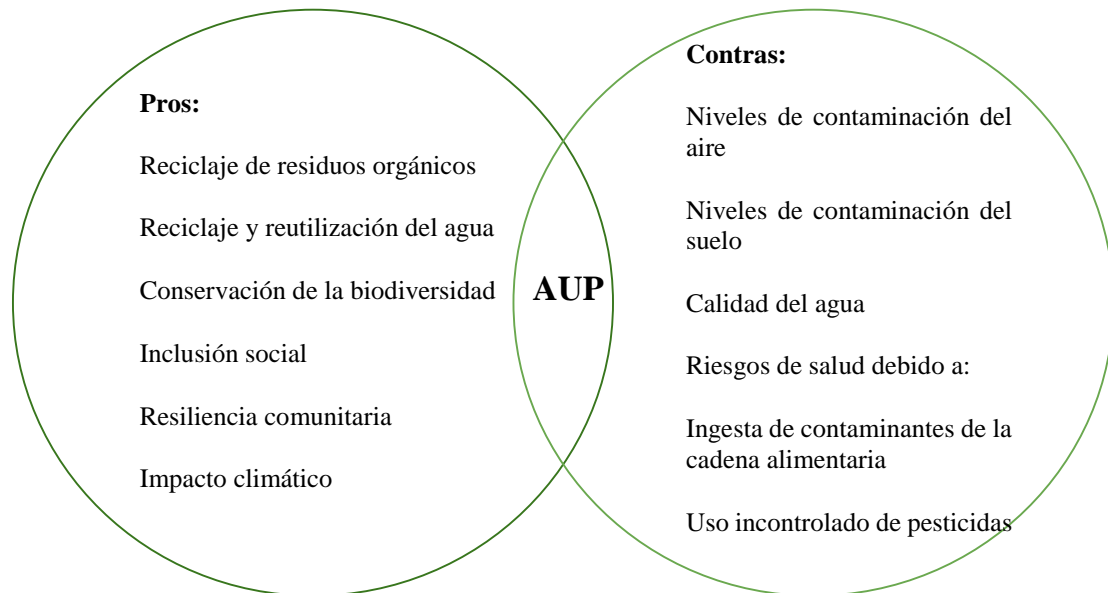 Pros:
Reciclaje de residuos orgánicos
Reciclaje y reutilización del agua
Conservación de la biodiversidad
Inclusión social
Resiliencia comunitaria
Impacto climático
AUP
Contras:
Niveles de contaminación del
aire
Niveles de contaminación del
suelo
Calidad del agua
Riesgos de salud debido a:
Ingesta de contaminantes de la
cadena alimentaria
Uso incontrolado de pesticidas